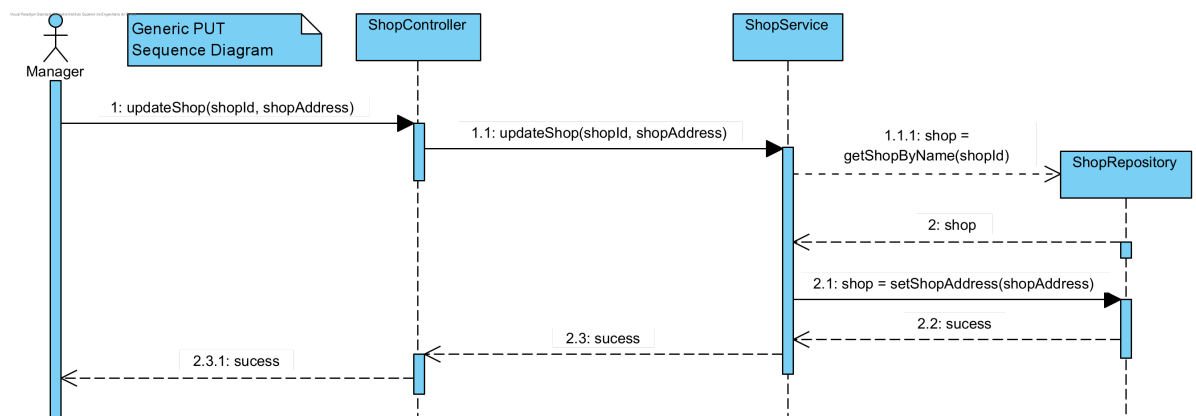 Generic PUT
Sequence Diagram
ShopController
ShopService
Manager
1: updateShop(shopId, shopAddress)
1.1: updateShop(shopId, shopAddress)
1.1.1: shop =
getShopByName(shopId)
ShopRepository
2: shop
2.1: shop = setShopAddress(shopAddress)
2.2: sucess
2.3: sucess
2.3.1: sucess